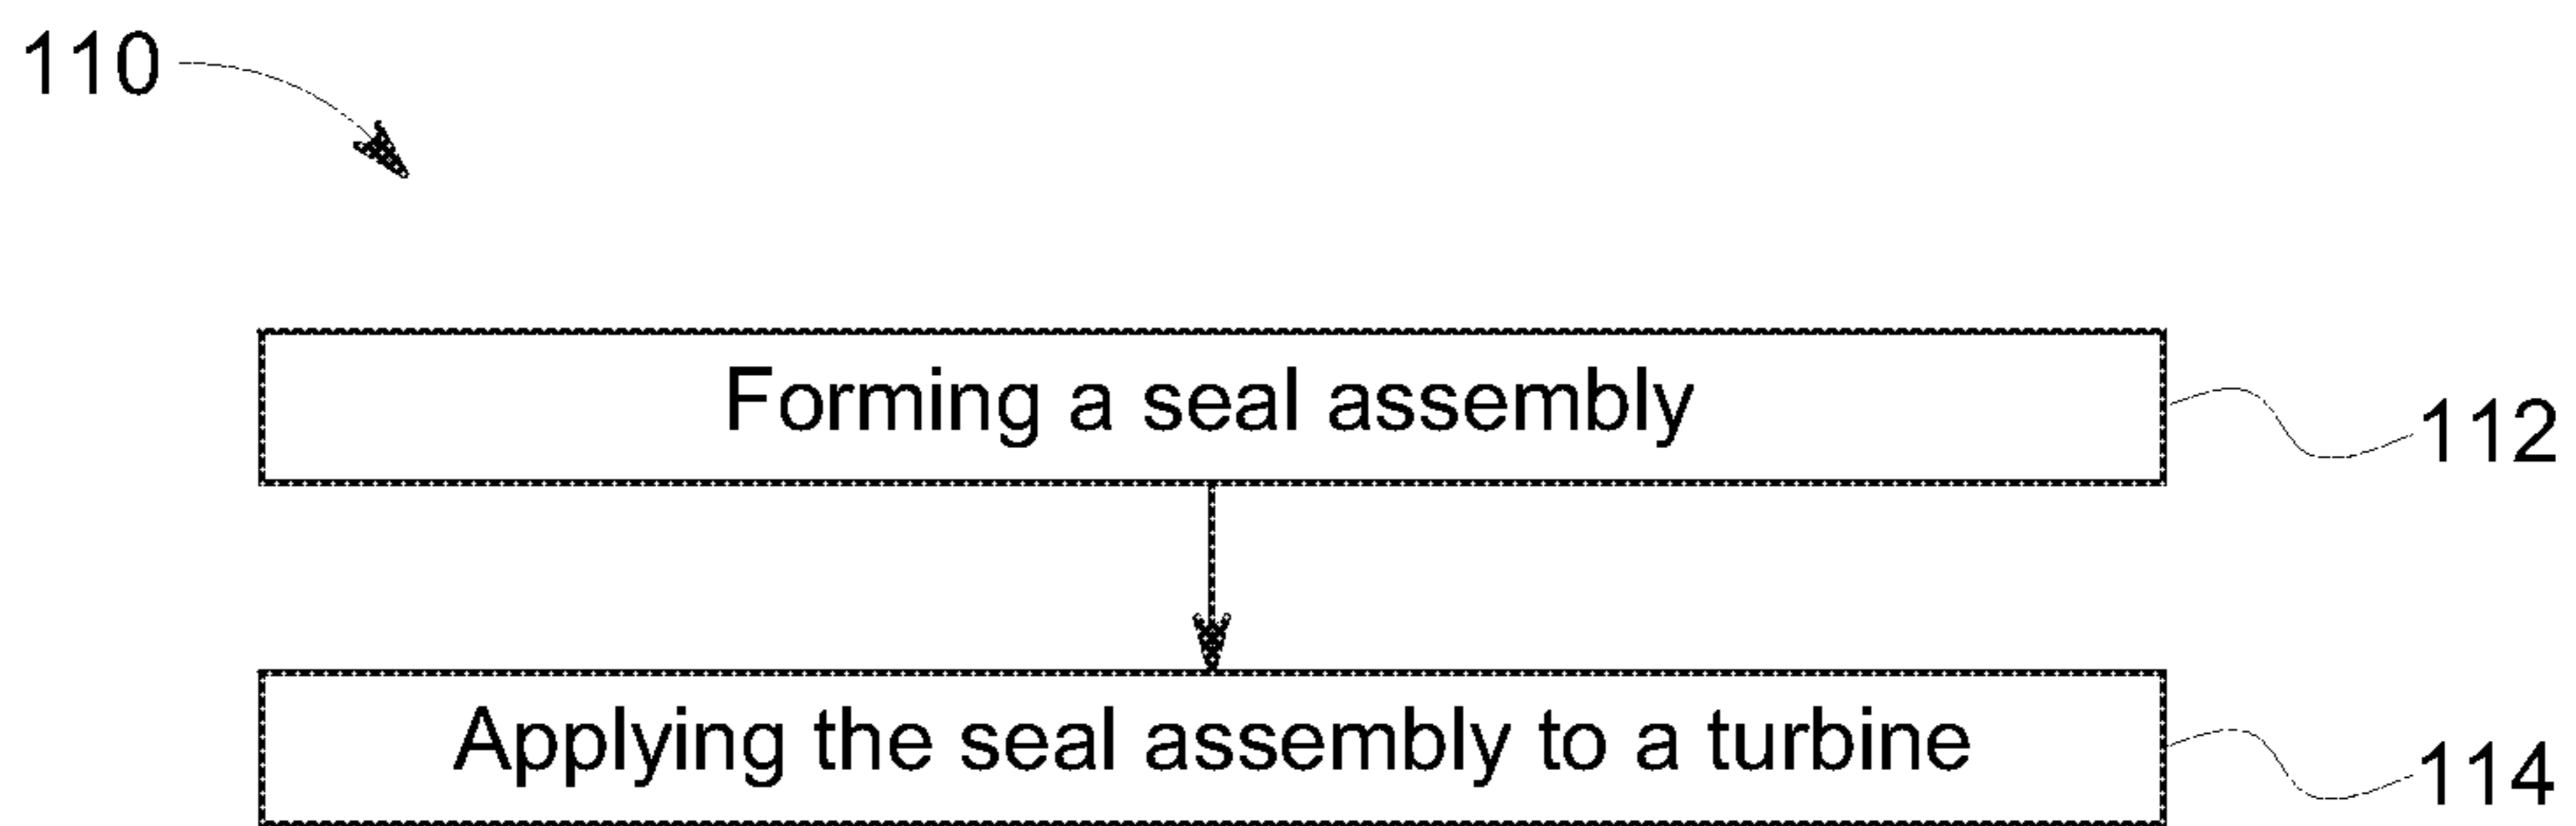 110
Forming a seal assembly
112
Applying the seal assembly to a turbine
114